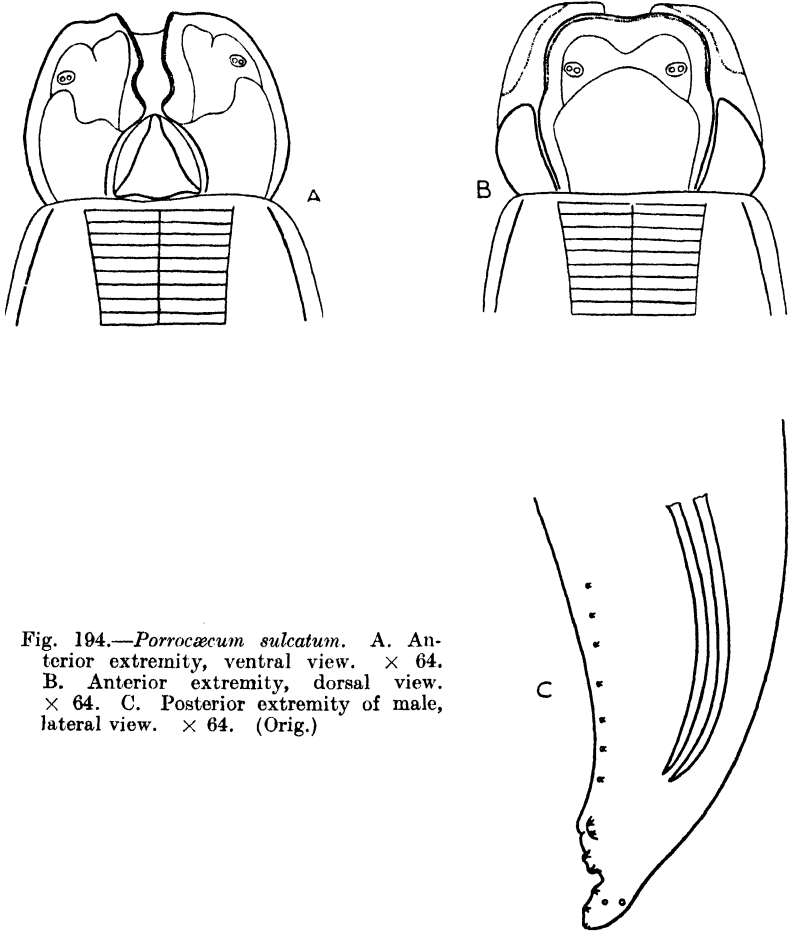 A
B
C
Fig. 194.—Porrocæcum sulcatum. A. An-
terior extremity, ventral view. × 64.
B. Anterior extremity, dorsal view.
× 64. C. Posterior extremity of male,
lateral view. × 64. (Orig.)